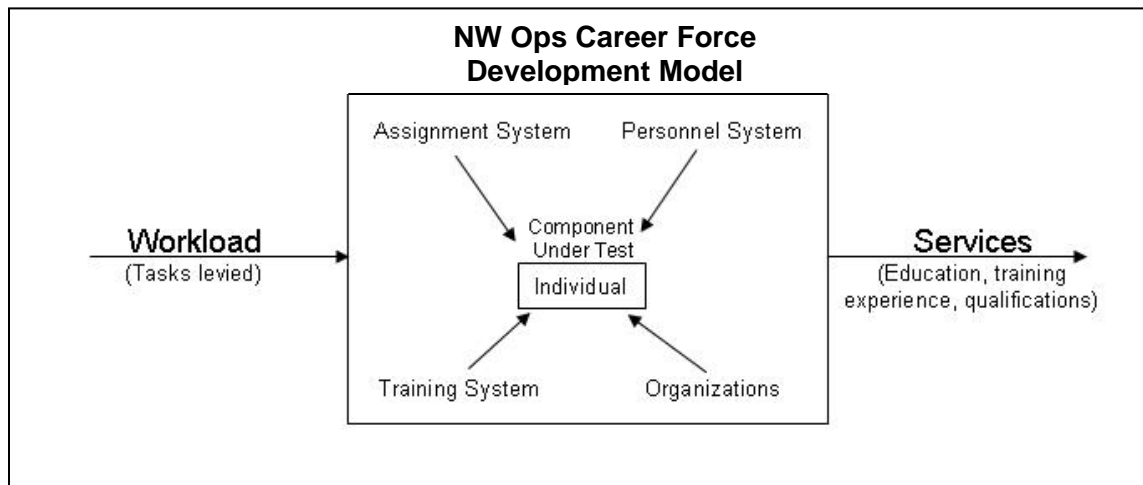 NW Ops Career Force
Development Model
Assignment System
Personnel System
Workload
(Tasks levied)
Component
Under Test
Individual
Services
(Education, training
experience, qualifications)
Training System
Organizations